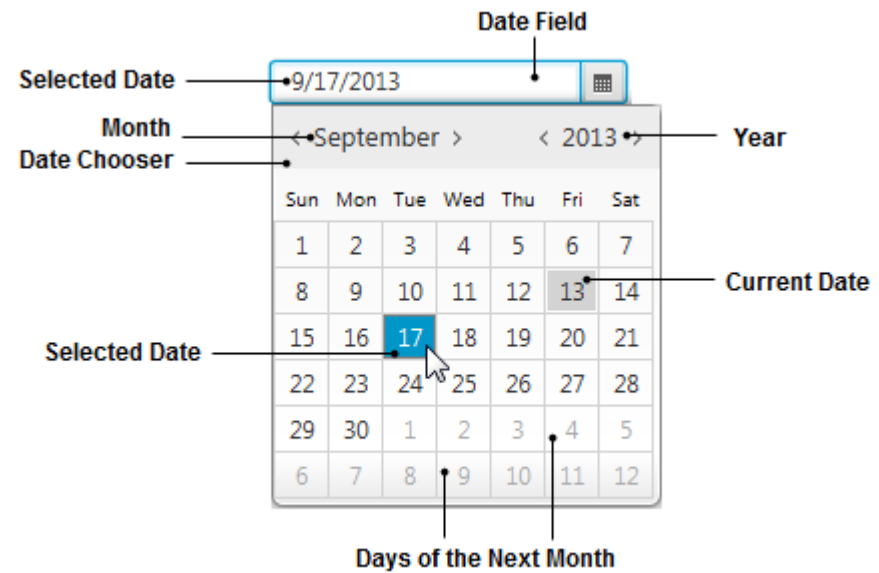 Date Field
Selected Date
9/17/2013
Month
< September >
< 2013 >
Year
Date Chooser
Sun Mon Tue Wed Thu Fri Sat
1 2 3 4 5 6 7
Current Date
8 9 10 11 12 13 14
15 16 17 18 19 20 21
Selected Date
22 23 24 25 26 27 28
29 30 1 2 3 4 5
6 7 8 9 10 11 12
Days of the Next Month